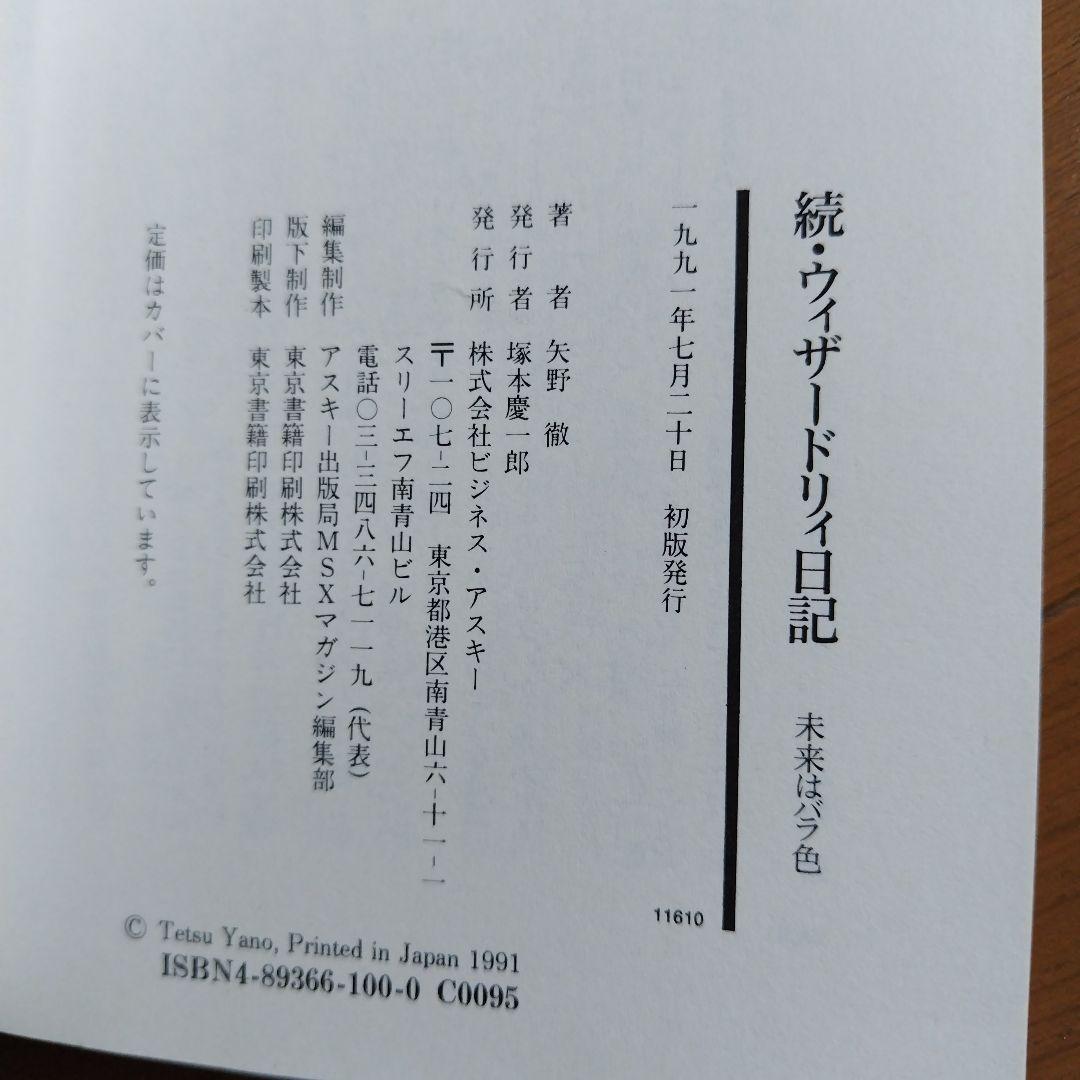 続・ウィザードリィ日記 未来はバラ色
11610
一九九一年七月二十日 初版発行
著者 矢野 徹
発行者 塚本慶一郎
発行所 株式会社ビジネス・アスキー
〒一〇七-二四 東京都港区南青山六-十一-一
スリーエフ南青山ビル
電話〇三-三四八六-七一一九（代表）
編集制作 アスキー出版局MSXマガジン編集部
版下制作 東京書籍印刷株式会社
印刷製本 東京書籍印刷株式会社
定価はカバーに表示しています。
© Tetsu Yano, Printed in Japan 1991
ISBN4-89366-100-0 C0095